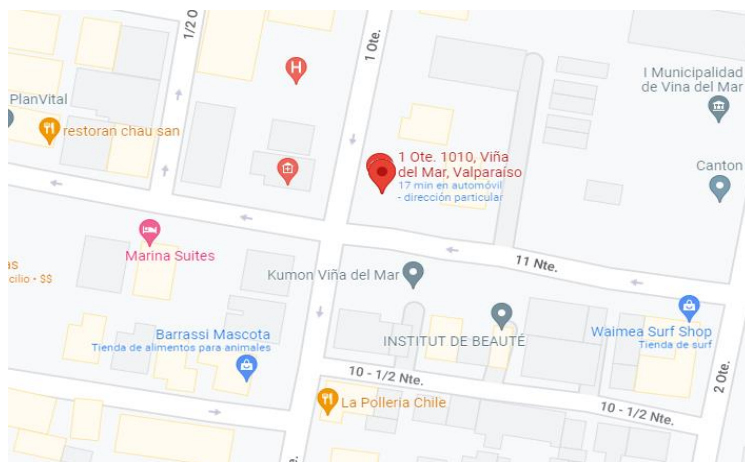 1/2 O
1 Ote.
H
I Municipalidad
de Vina del Mar
PlanVital
restoran chau san
1 Ote. 1010, Viña
del Mar, Valparaíso
17 min en automóvil
- dirección particular
Canton
Marina Suites
11 Nte.
as
cilio • $$
Kumon Viña del Mar
Barrassi Mascota
Tienda de alimentos para animales
INSTITUT DE BEAUTÉ
Waimea Surf Shop
Tienda de surf
10 - 1/2 Nte.
2 Ote.
La Polleria Chile
10 - 1/2 Nte.